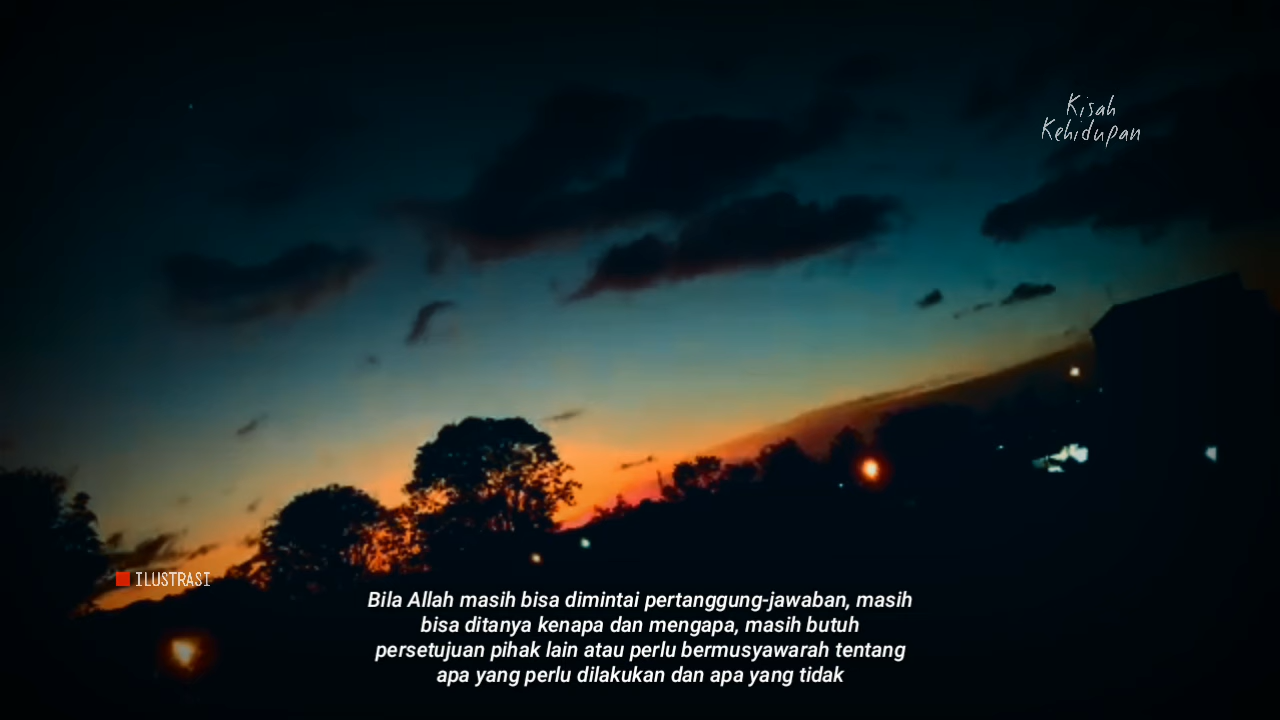 Kisah
Kehidupan
ILUSTRASI
Bila Allah masih bisa dimintai pertanggung-jawaban, masih
bisa ditanya kenapa dan mengapa, masih butuh
persetujuan pihak lain atau perlu bermusyawarah tentang
apa yang perlu dilakukan dan apa yang tidak